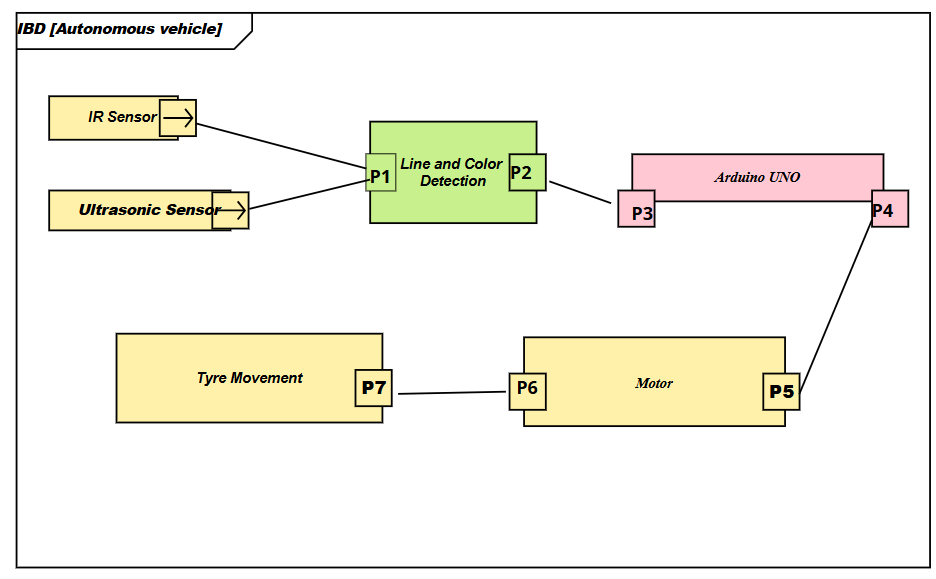 IBD [Autonomous vehicle]
IR Sensor
Ultrasonic Sensor
P1
Line and Color
Detection
P2
Arduino UNO
P3
P4
Tyre Movement
P7
P6
Motor
P5